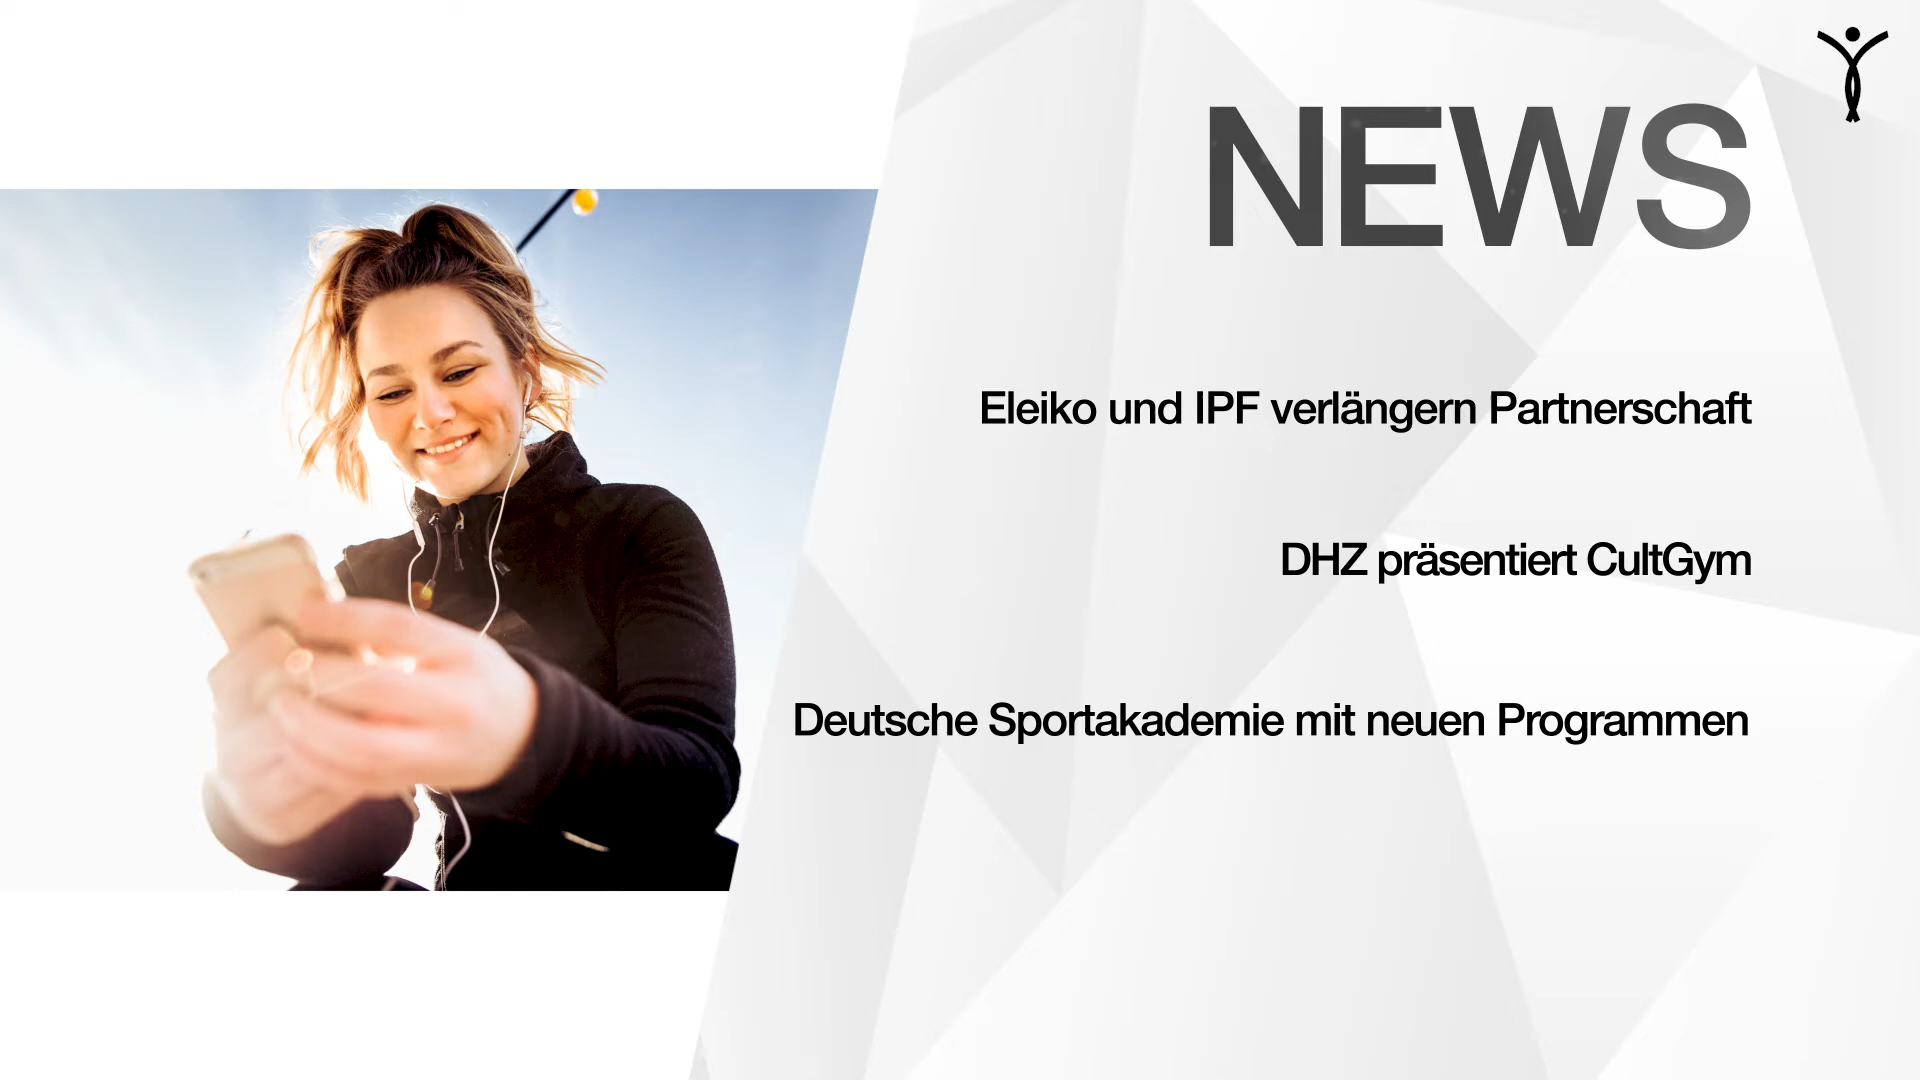 NEWS
Eleiko und IPF verlängern Partnerschaft
DHZ präsentiert CultGym
Deutsche Sportakademie mit neuen Programmen